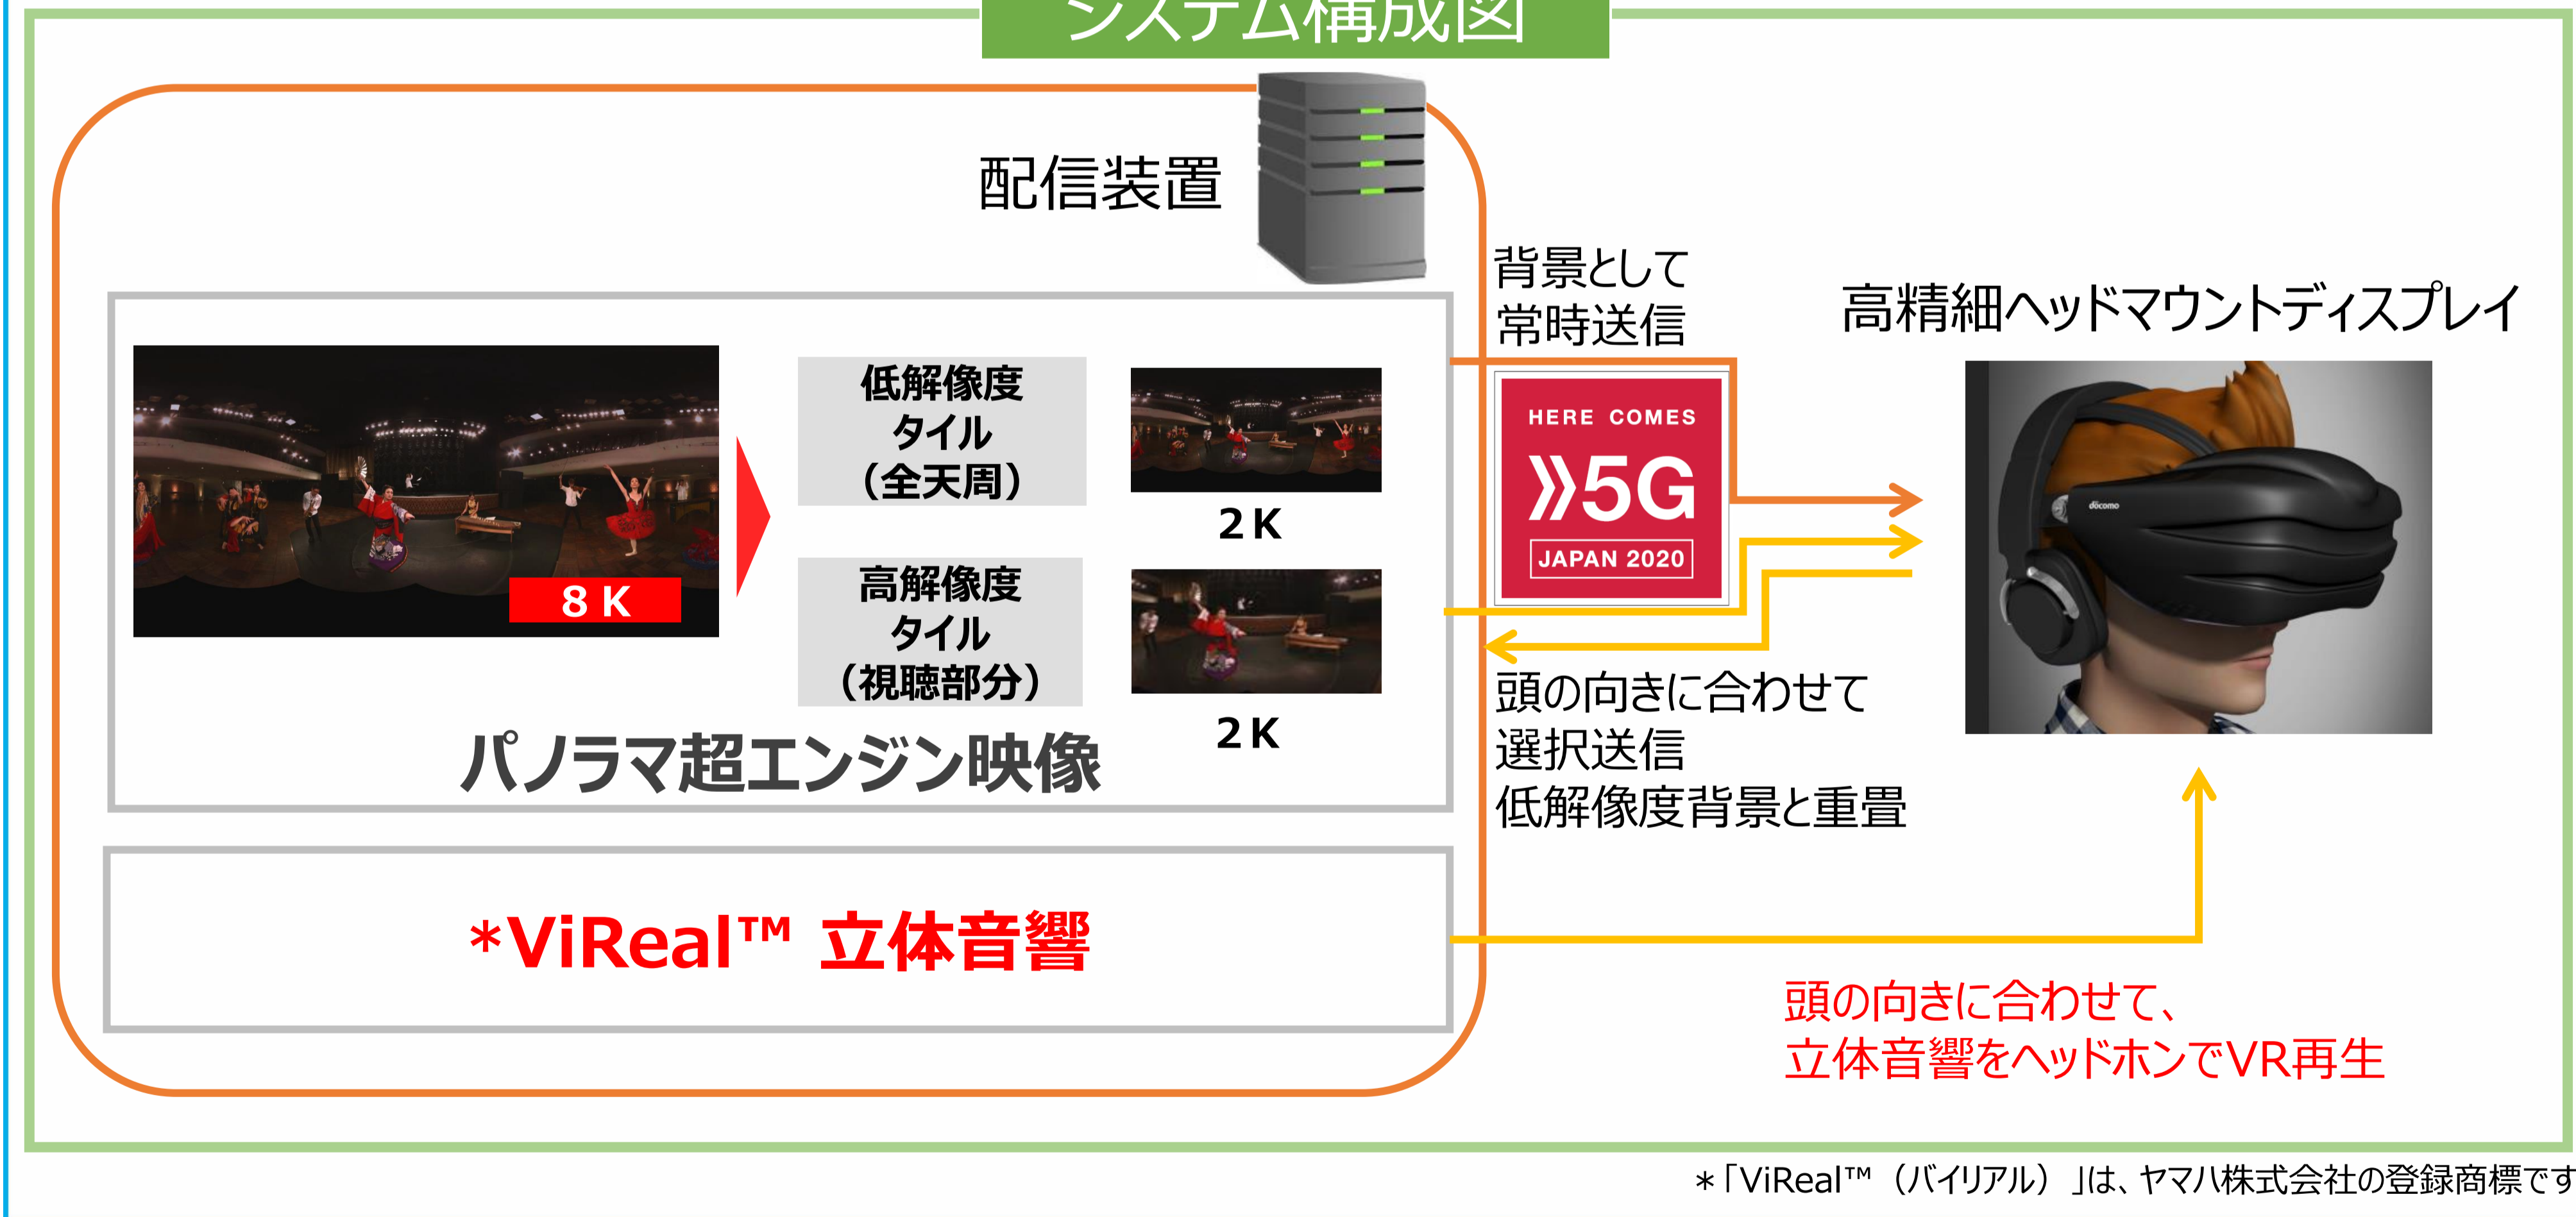 システム構成図
配信装置
背景として
常時送信
高精細ヘッドマウントディスプレイ
低解像度
タイル
（全天周）
2K
8K
高解像度
タイル
（視聴部分）
2K
パノラマ超エンジン映像
HERE COMES
5G
JAPAN 2020
döcomo
頭の向きに合わせて
選択送信
低解像度背景と重畳
*ViReal™ 立体音響
頭の向きに合わせて、
立体音響をヘッドホンでVR再生
*「ViReal™（バイリアル）」は、ヤマハ株式会社の登録商標です